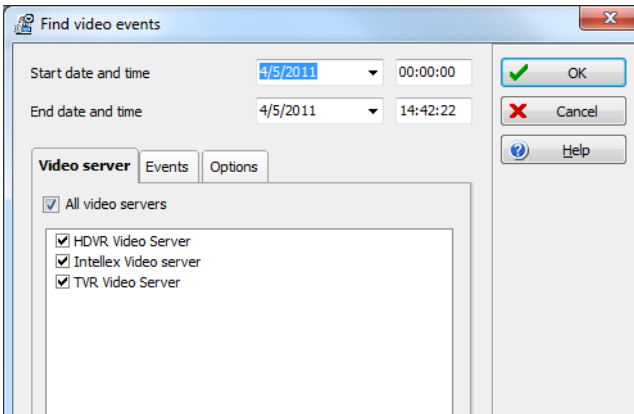 Find video events
Start date and time 4/5/2011 00:00:00
End date and time 4/5/2011 14:42:22
OK
Cancel
Help
Video server Events Options
All video servers
HDVR Video Server
Intellex Video server
TVR Video Server